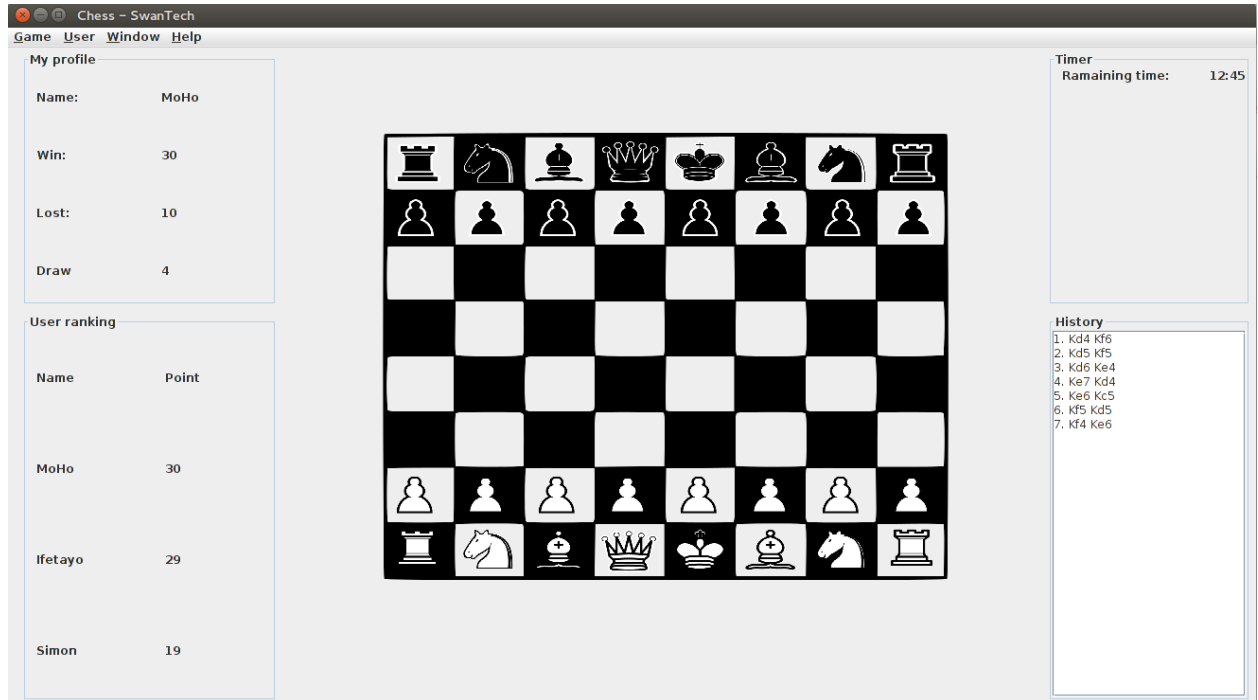 Chess – SwanTech
Game User Window Help
My profile
Name: MoHo
Win: 30
Lost: 10
Draw 4
User ranking
Name Point
MoHo 30
Ifetayo 29
Simon 19
Timer
Ramaining time: 12:45
History
1. Kd4 Kf6
2. Kd5 Kf5
3. Kd6 Ke4
4. Ke7 Kd4
5. Ke6 Kc5
6. Kf5 Kd5
7. Kf4 Ke6